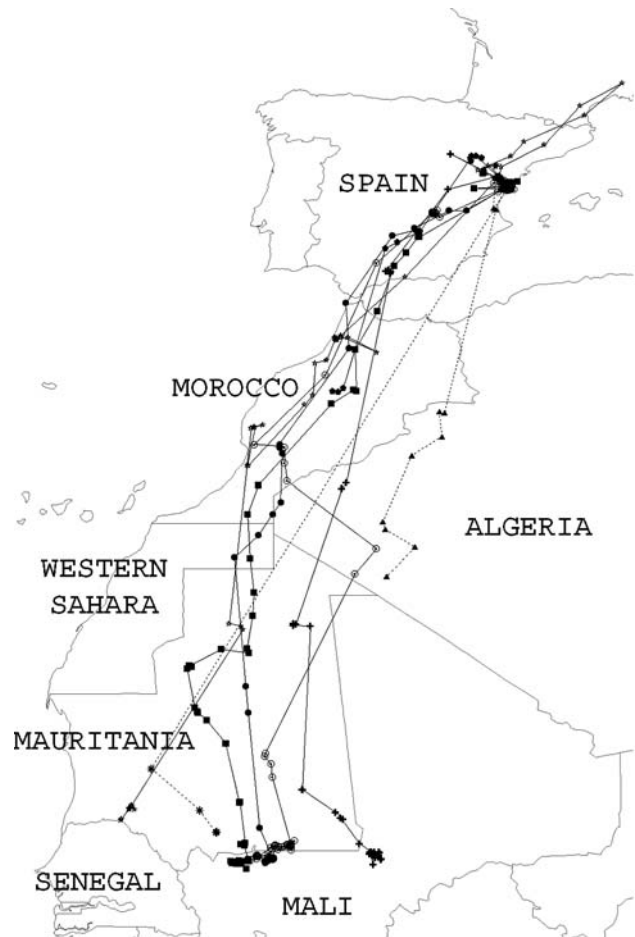 SPAIN
MOROCCO
ALGERIA
WESTERN
SAHARA
MAURITANIA
SENEGAL
MALI